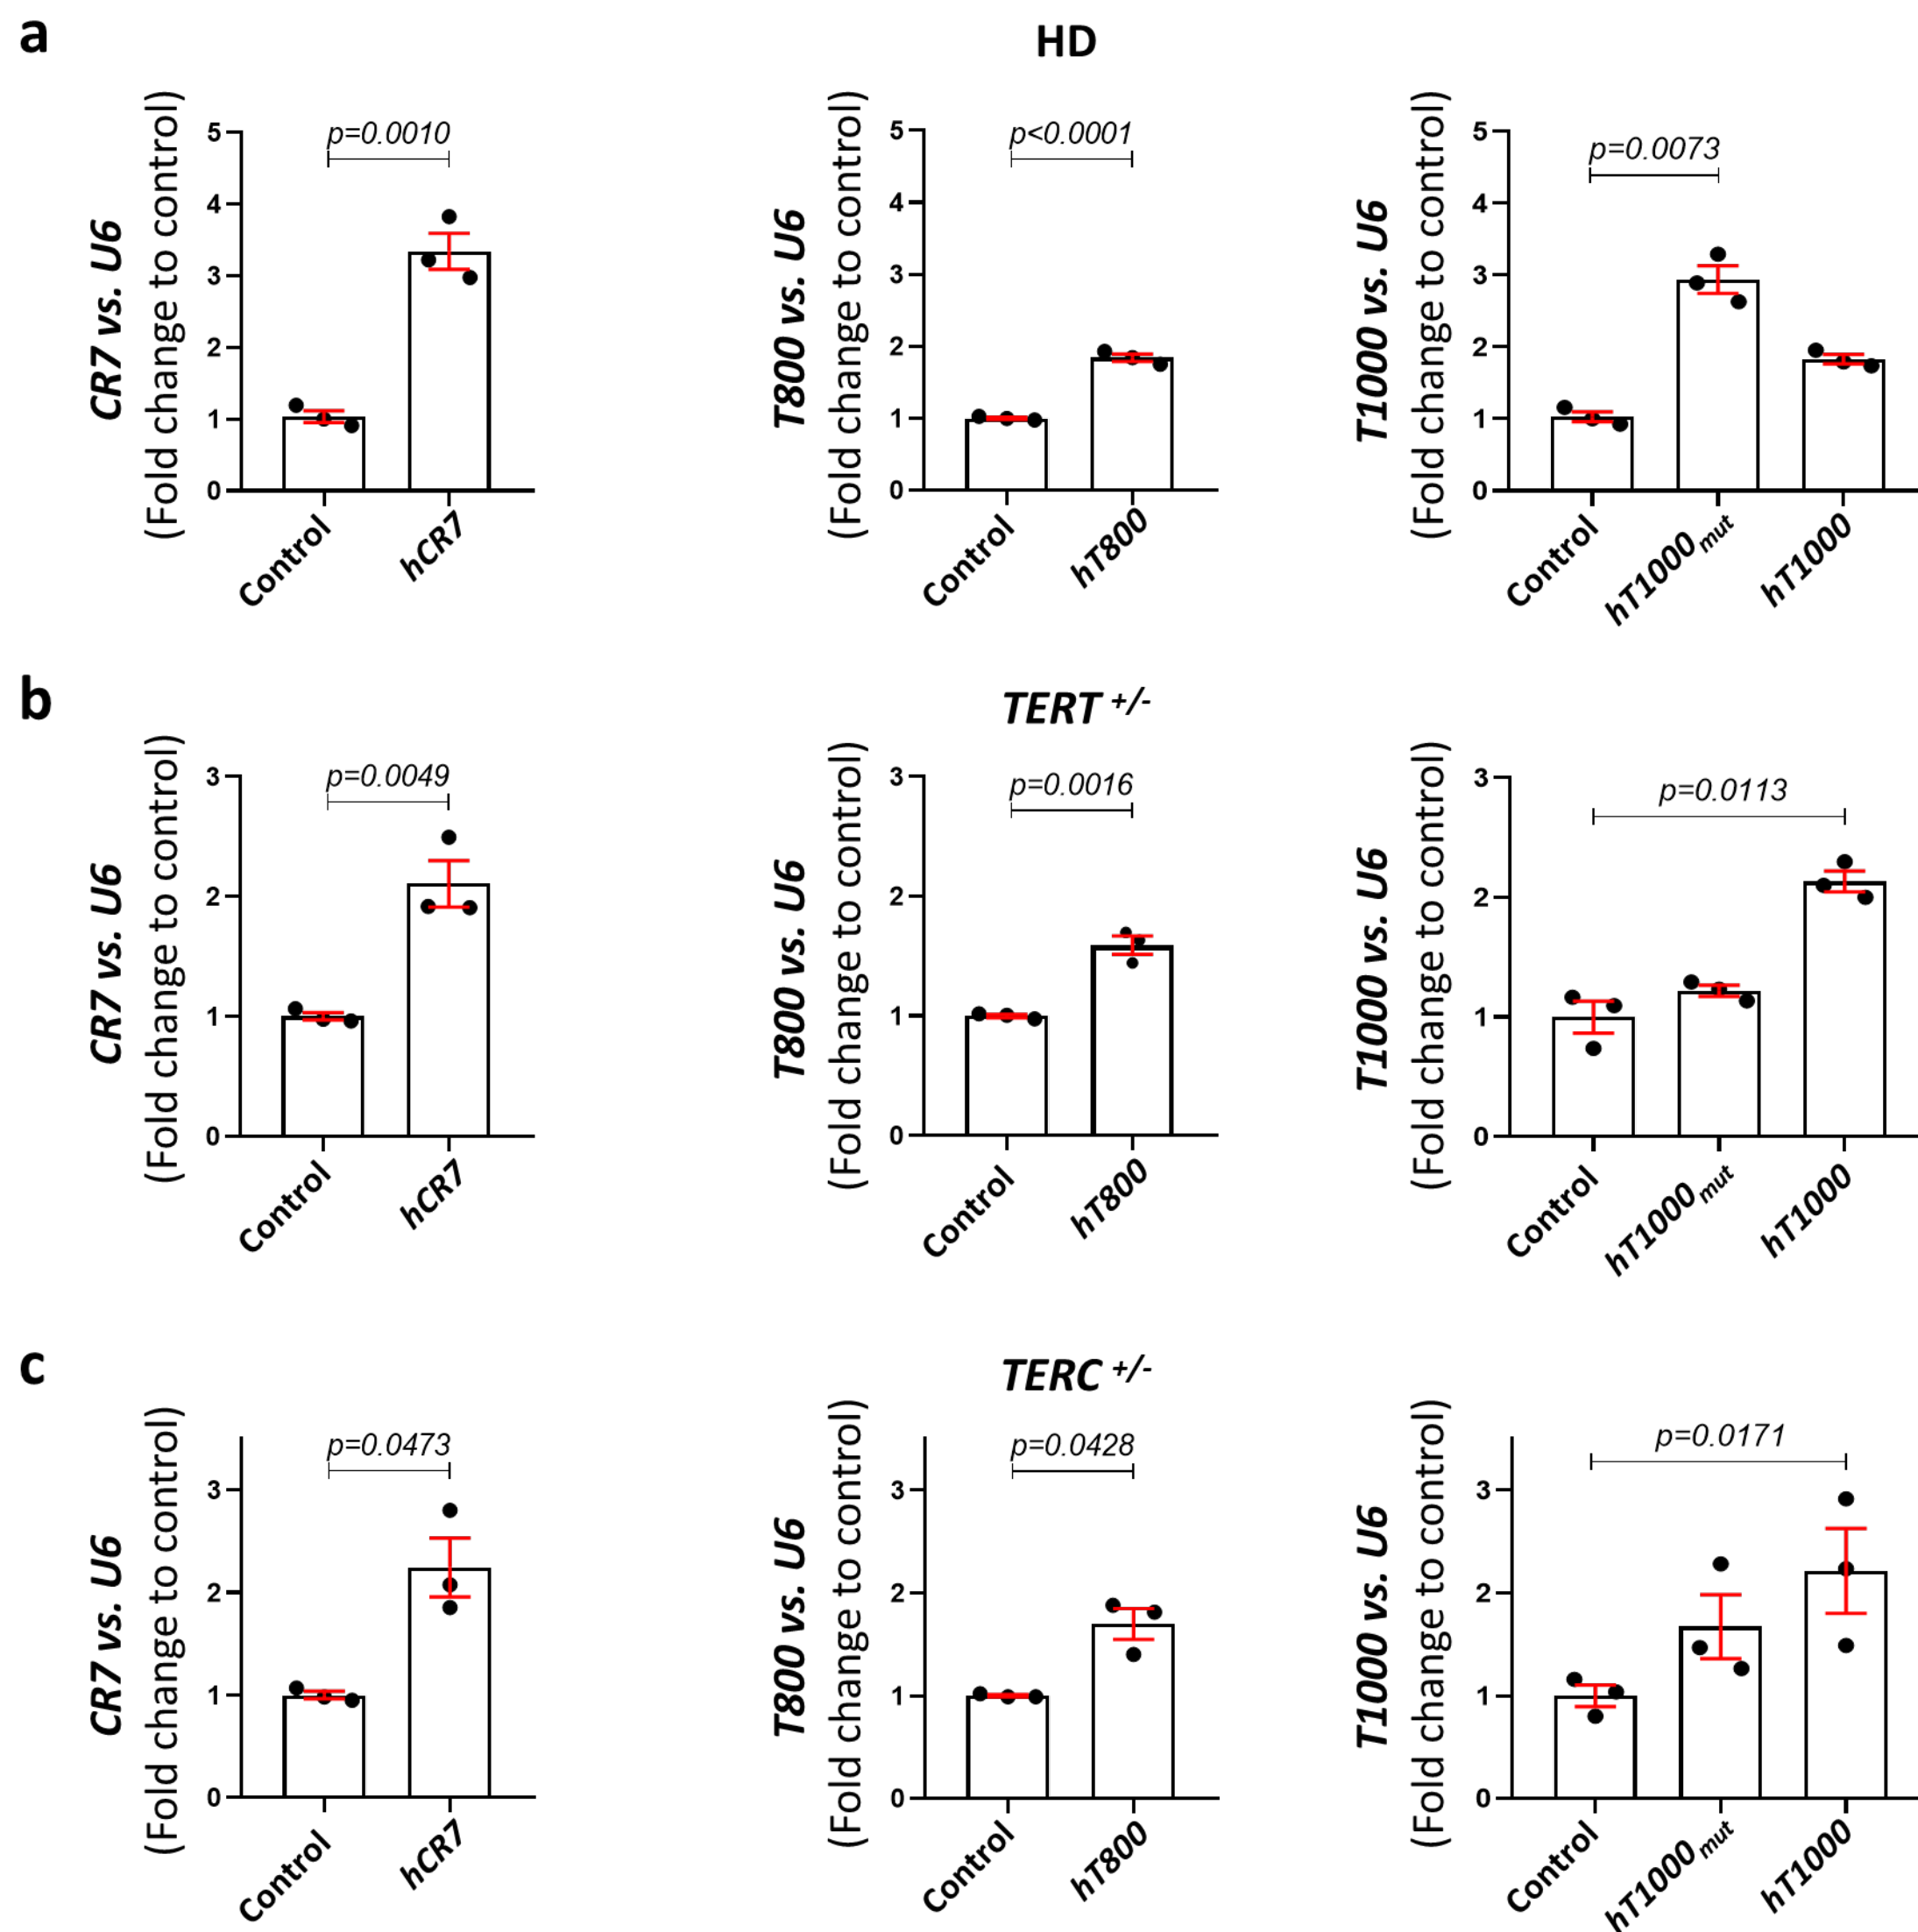 a
HD
CR7 vs. U6
(Fold change to control)
5
4
3
2
1
0
p=0.0010
Control
hCR7
T800 vs. U6
(Fold change to control)
5
4
3
2
1
0
p<0.0001
Control
hT800
T1000 vs. U6
(Fold change to control)
5
4
3
2
1
0
p=0.0073
Control
hT1000 mut
hT1000
b
TERT +/-
CR7 vs. U6
(Fold change to control)
3
2
1
0
p=0.0049
Control
hCR7
T800 vs. U6
(Fold change to control)
3
2
1
0
p=0.0016
Control
hT800
T1000 vs. U6
(Fold change to control)
3
2
1
0
p=0.0113
Control
hT1000 mut
hT1000
c
TERC +/-
CR7 vs. U6
(Fold change to control)
3
2
1
0
p=0.0473
Control
hCR7
T800 vs. U6
(Fold change to control)
3
2
1
0
p=0.0428
Control
hT800
T1000 vs. U6
(Fold change to control)
3
2
1
0
p=0.0171
Control
hT1000 mut
hT1000